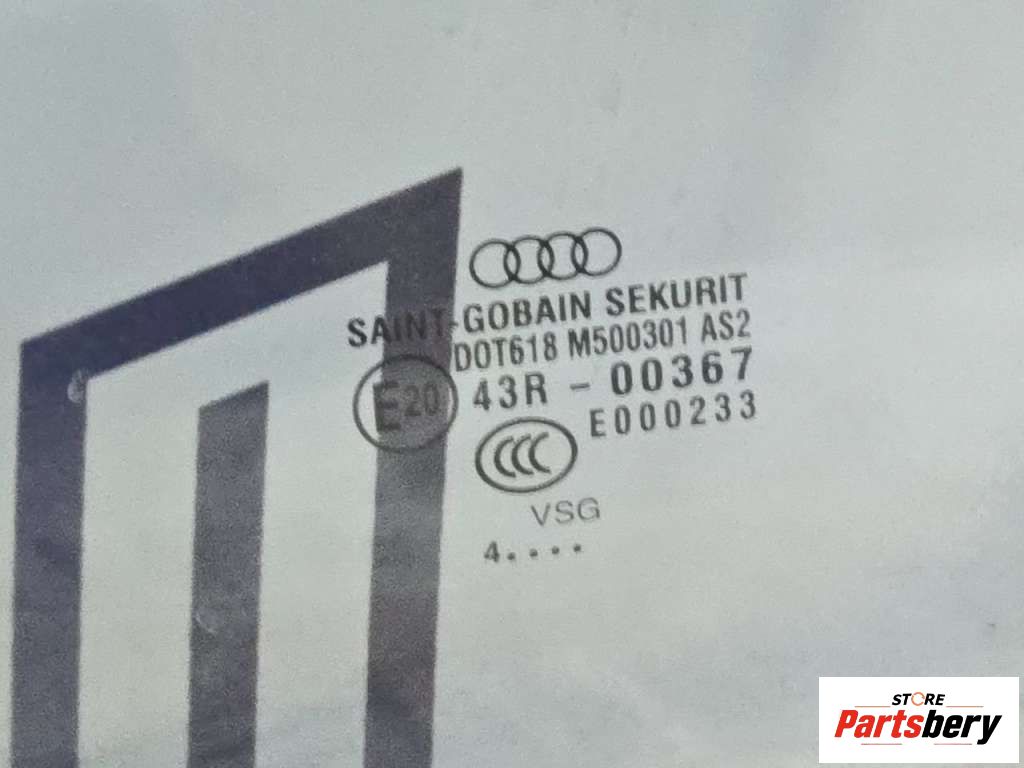 SAINT-GOBAIN SEKURIT
DOT618 M500301 AS2
E20 43R - 00367
E000233
CCC
VSG
4....
STORE
Partsbery